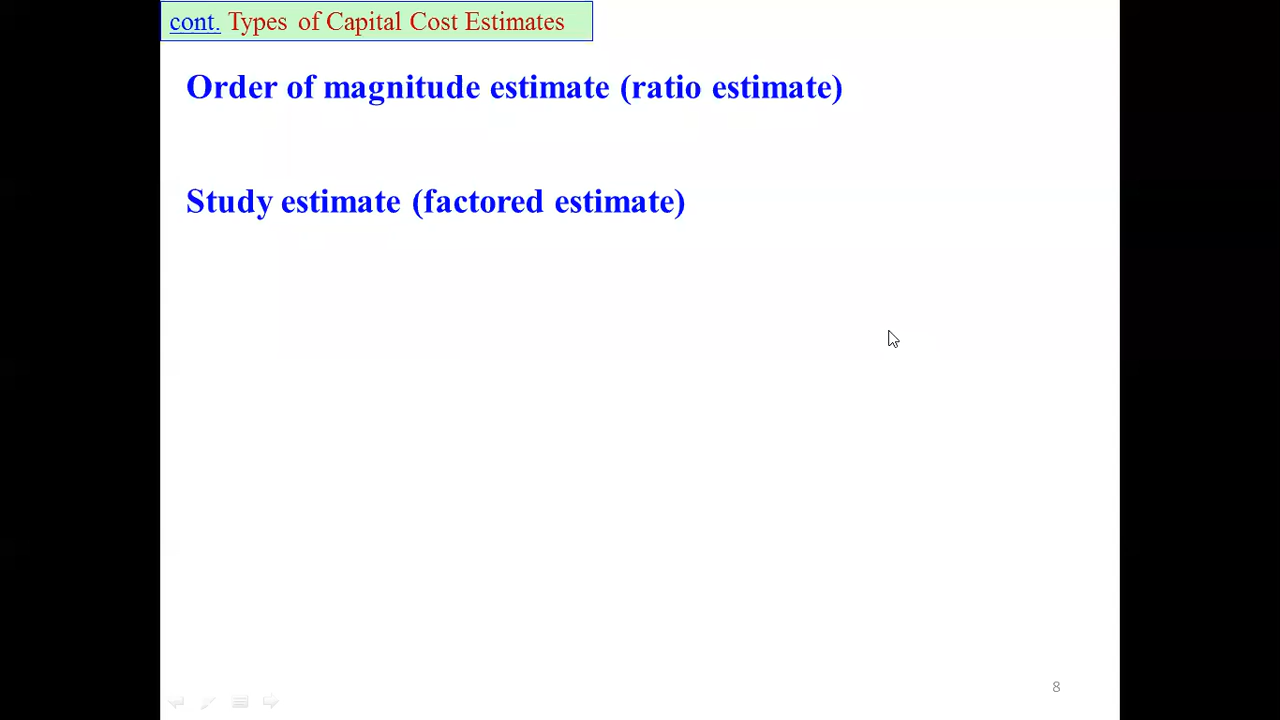 cont. Types of Capital Cost Estimates
Order of magnitude estimate (ratio estimate)
Study estimate (factored estimate)
8